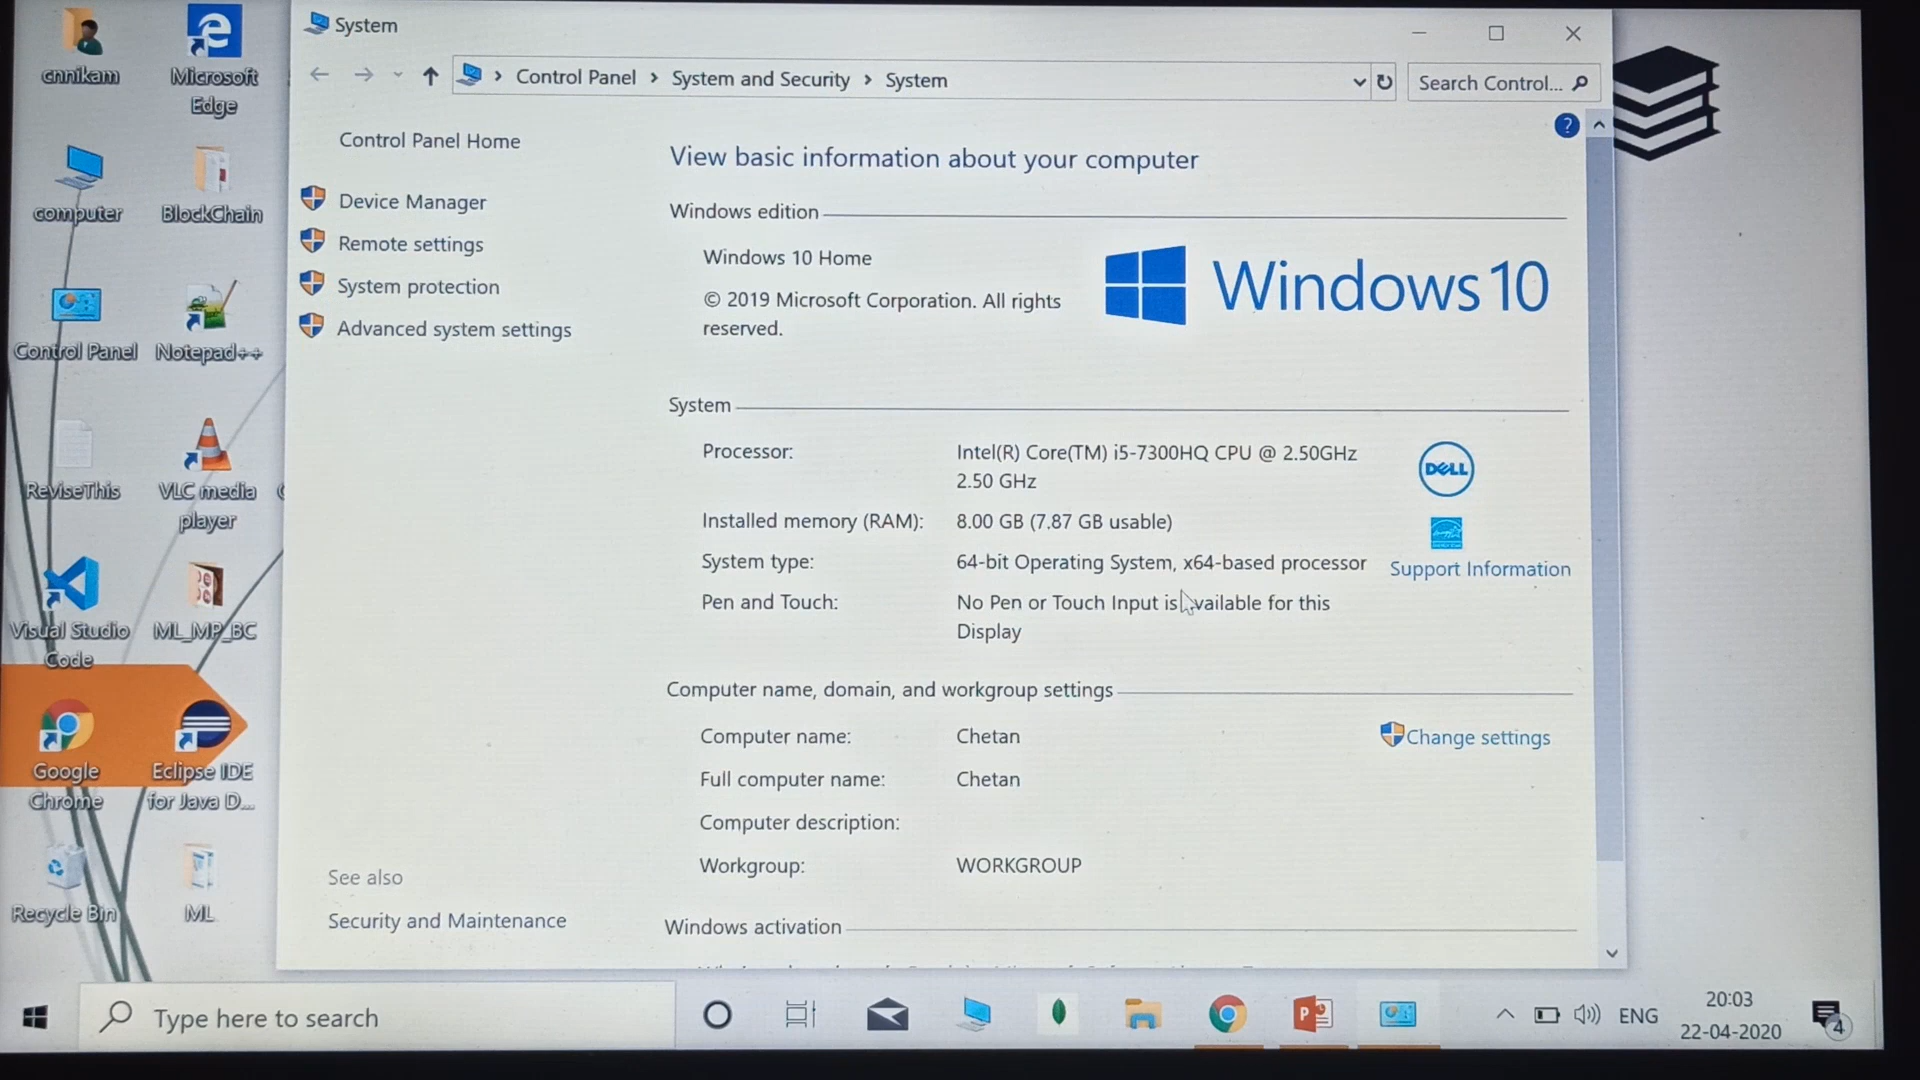 cnnikam
Microsoft
Edge
computer
BlockChain
Control Panel
Notepad++
ReviseThis
VLC media
player
Visual Studio
Code
ML_MP_BC
Google
Chrome
Eclipse IDE
for Java D...
Recycle Bin
ML
System
Control Panel > System and Security > System
Search Control...
Control Panel Home
Device Manager
Remote settings
System protection
Advanced system settings
See also
Security and Maintenance
?
View basic information about your computer
Windows edition
Windows 10 Home
© 2019 Microsoft Corporation. All rights
reserved.
Windows 10
System
Processor: Intel(R) Core(TM) i5-7300HQ CPU @ 2.50GHz
2.50 GHz
Installed memory (RAM): 8.00 GB (7.87 GB usable)
System type: 64-bit Operating System, x64-based processor
Pen and Touch: No Pen or Touch Input is available for this
Display
DELL
Support Information
Computer name, domain, and workgroup settings
Computer name: Chetan
Change settings
Full computer name: Chetan
Computer description:
Workgroup: WORKGROUP
Windows activation
Type here to search
P
ENG
20:03
22-04-2020
4